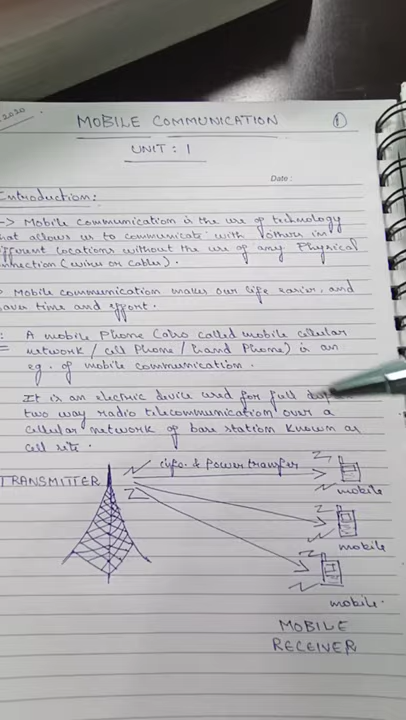 2020
MOBILE COMMUNICATION 1
UNIT : 1
Date :
Introduction:
-> Mobile communication is the use of technology
that allows us to communicate with others in
different locations without the use of any Physical
connection (wires or cables).
Mobile communication makes our life easier, and
saves time and effort.
: A mobile Phone (also called mobile cellular
network / cell Phone / hand Phone) is an
eg. of mobile communication.
It is an electric device used for full dup
two way radio telecommunication over a
cellular network of base station known as
cell site.
TRANSMITTER info. & power transfer
mobile
mobile
mobile.
MOBILE
RECEIVER